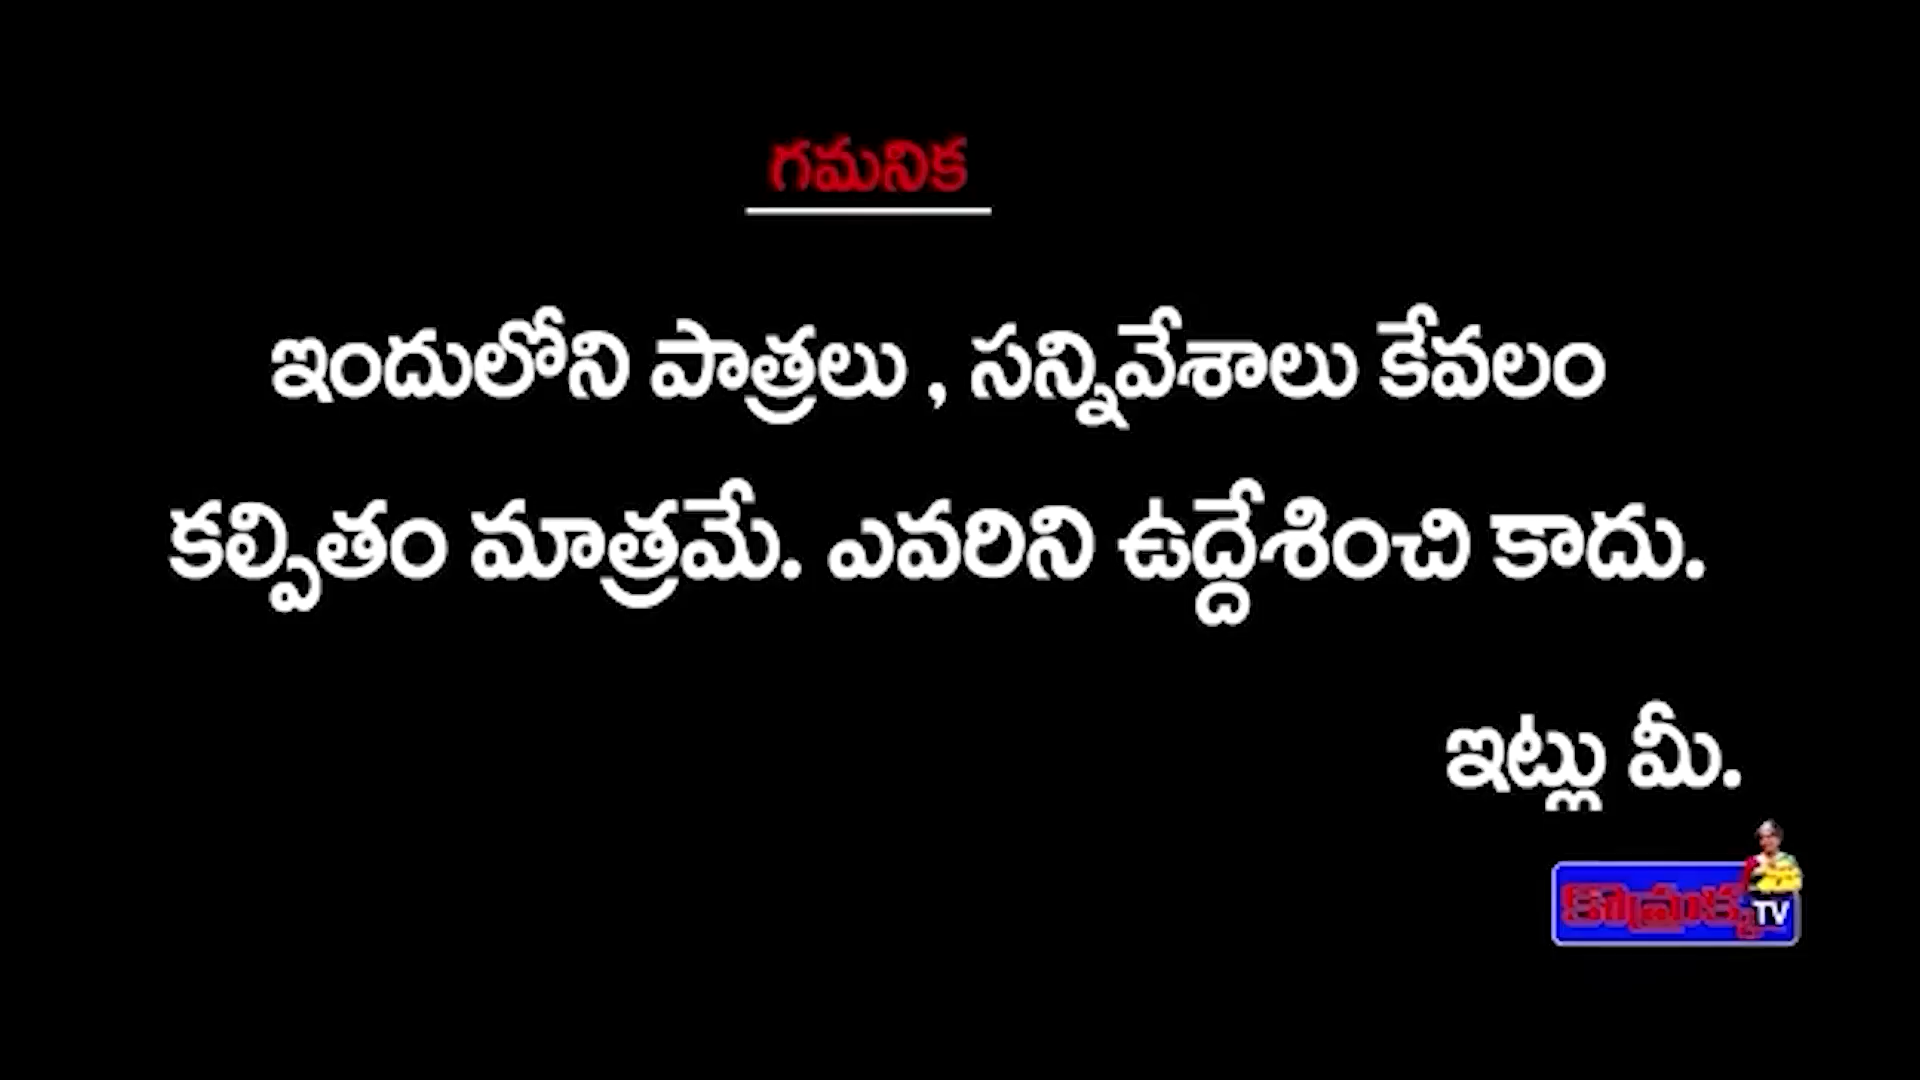 గమనిక
ఇందులోని పాత్రలు , సన్నివేశాలు కేవలం
కల్పితం మాత్రమే. ఎవరిని ఉద్ధేశించి కాదు.
ఇట్లు మీ.
TV